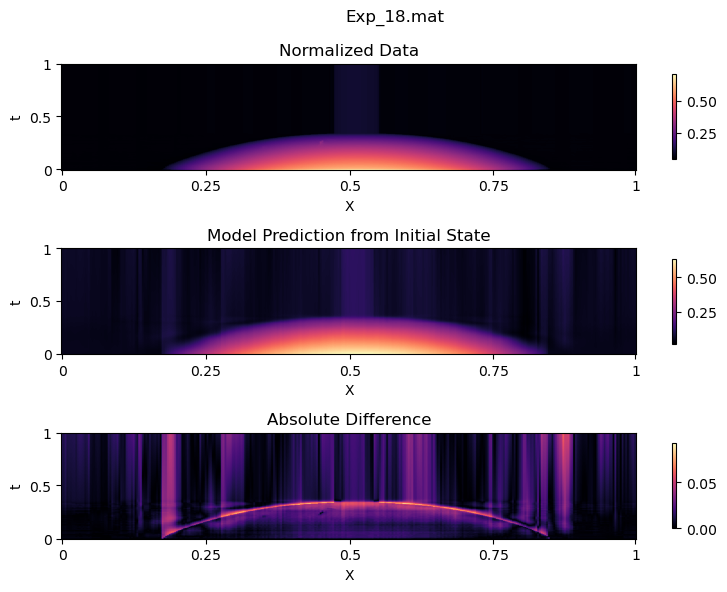 Exp_18.mat
Normalized Data
1
0.5
0
t
0 0.25 0.5 0.75 1
X
0.50
0.25
Model Prediction from Initial State
1
0.5
0
t
0 0.25 0.5 0.75 1
X
0.50
0.25
Absolute Difference
1
0.5
0
t
0 0.25 0.5 0.75 1
X
0.05
0.00